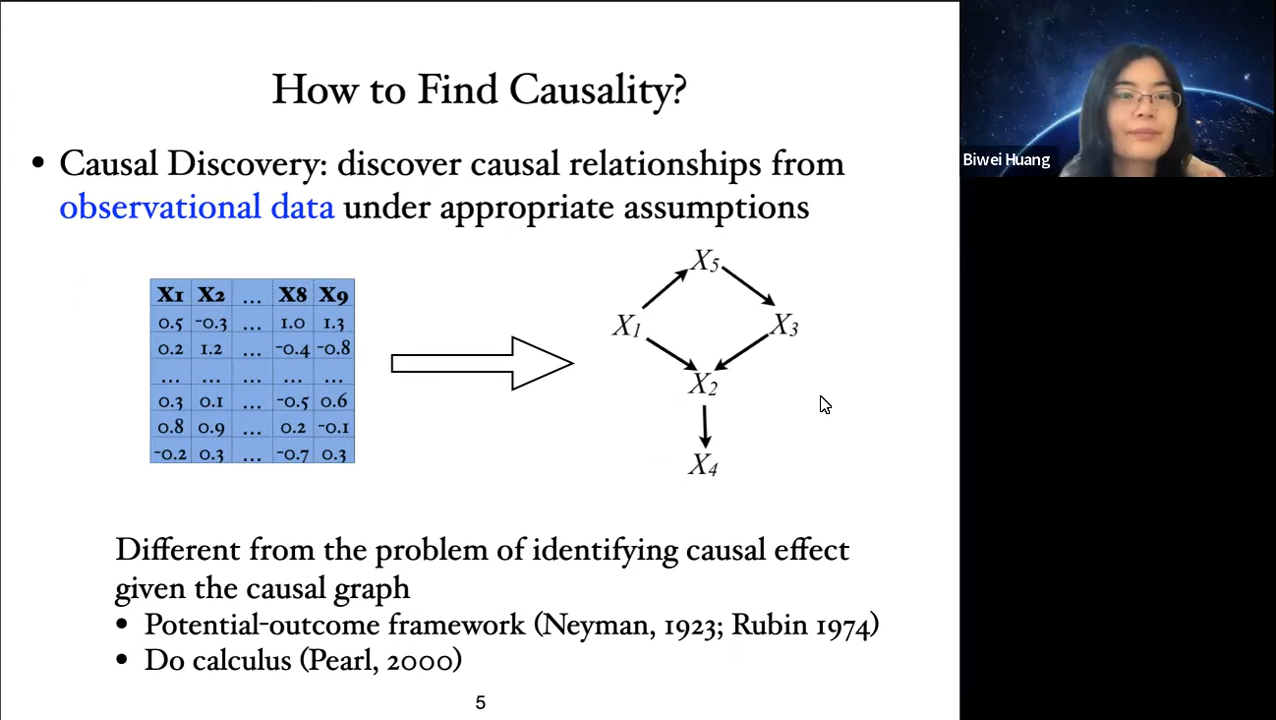 How to Find Causality?
• Causal Discovery: discover causal relationships from
observational data under appropriate assumptions
X1 X2 ... X8 X9
0.5 -0.3 ... 1.0 1.3
0.2 1.2 ... -0.4 -0.8
... ... ... ... ...
0.3 0.1 ... -0.5 0.6
0.8 0.9 ... 0.2 -0.1
-0.2 0.3 ... -0.7 0.3
X5
X1 X3
X2
X4
Different from the problem of identifying causal effect
given the causal graph
• Potential-outcome framework (Neyman, 1923; Rubin 1974)
• Do calculus (Pearl, 2000)
5
Biwei Huang